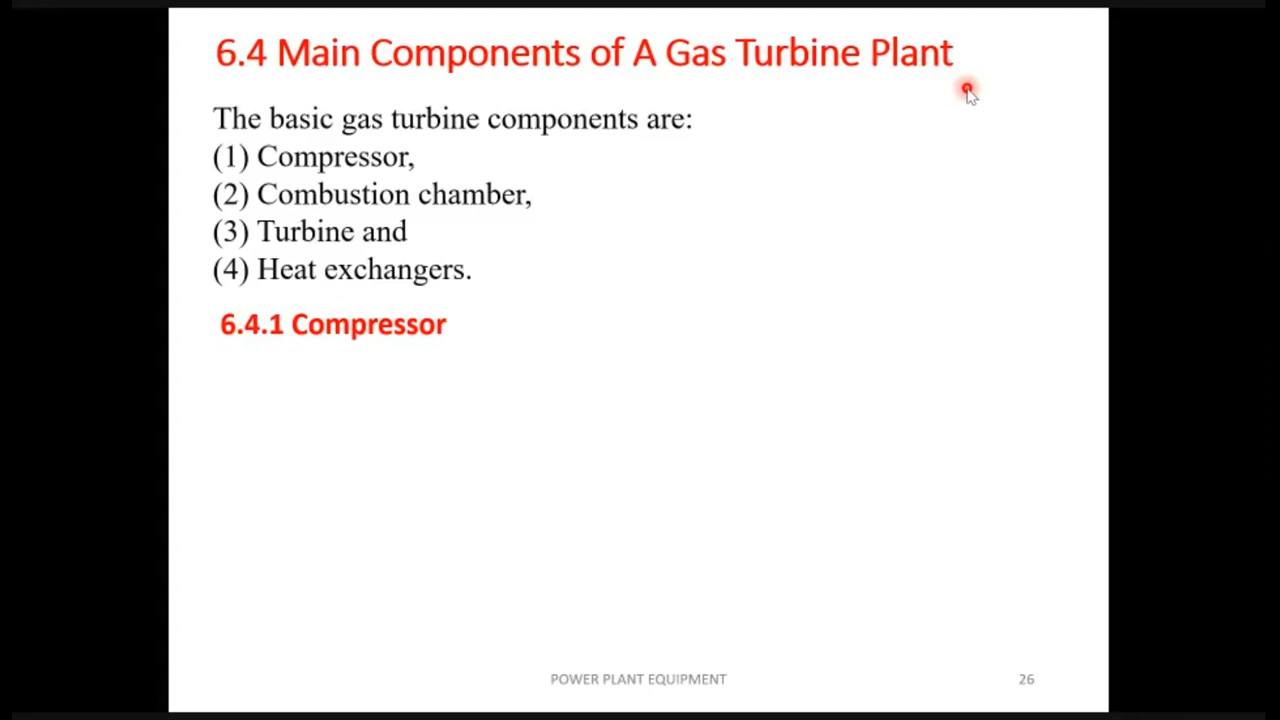 6.4 Main Components of A Gas Turbine Plant
The basic gas turbine components are:
(1) Compressor,
(2) Combustion chamber,
(3) Turbine and
(4) Heat exchangers.
6.4.1 Compressor
POWER PLANT EQUIPMENT
26